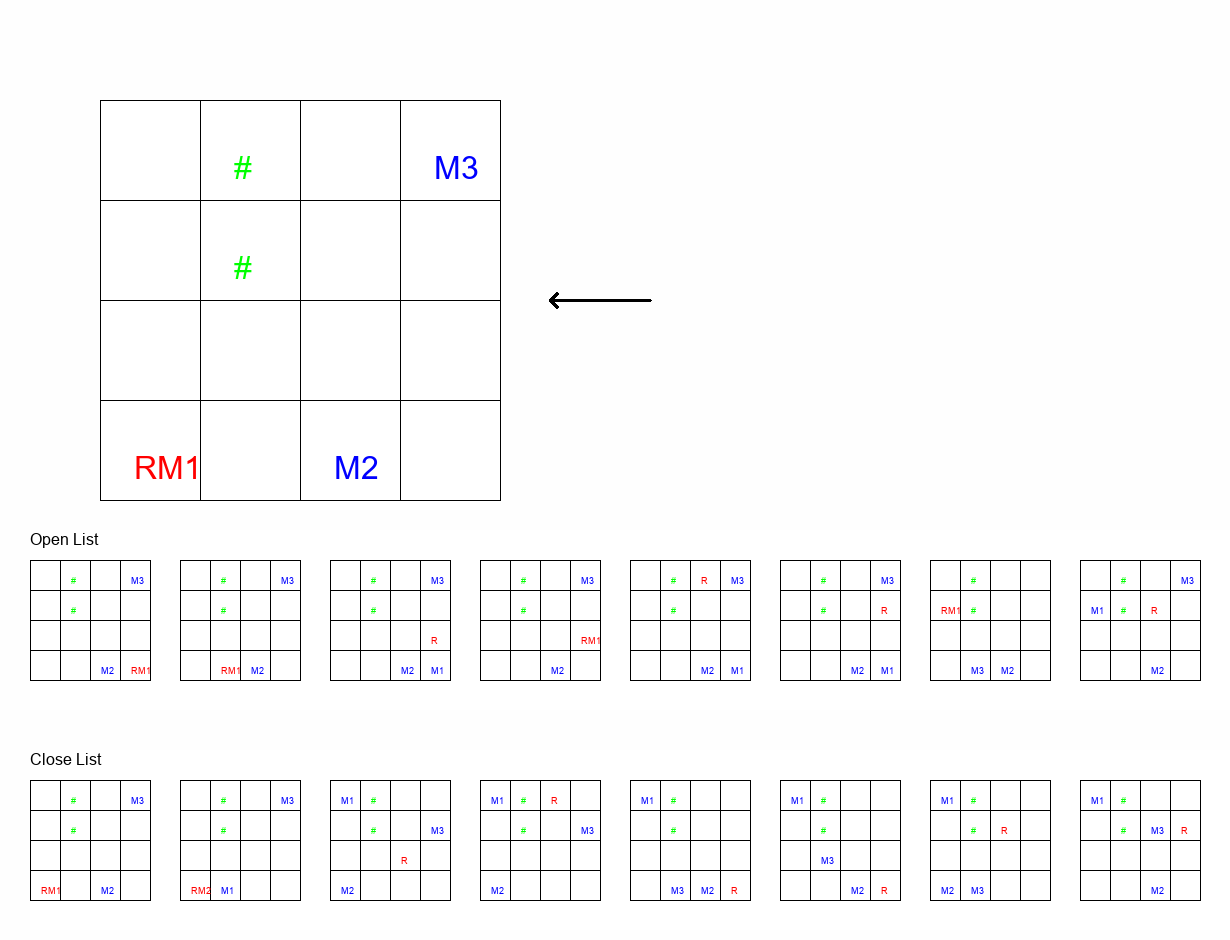 # M3
#
RM1 M2
Open List
# M3 # M3 # M3 # M3 # R M3 # M3 # # M3
# # # # # # R RM1 # M1 # R
R RM1
M2 RM1 RM1 M2 M2 M1 M2 M2 M1 M2 M1 M3 M2 M2
Close List
# M3 # M3 M1 # M1 # R M1 # M1 # M1 # M1 #
# # # M3 # M3 # # # R # M3 R
R M3
RM1 M2 RM2 M1 M2 M2 M3 M2 R M2 R M2 M3 M2